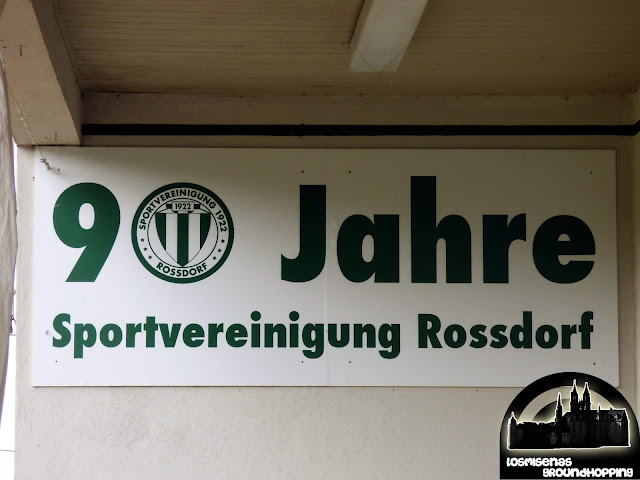 90 Jahre
SPORTVEREINIGUNG 1922
1922
ROSSDORF
Sportvereinigung Rossdorf
LOSMISENAS
GROUNDHOPPING